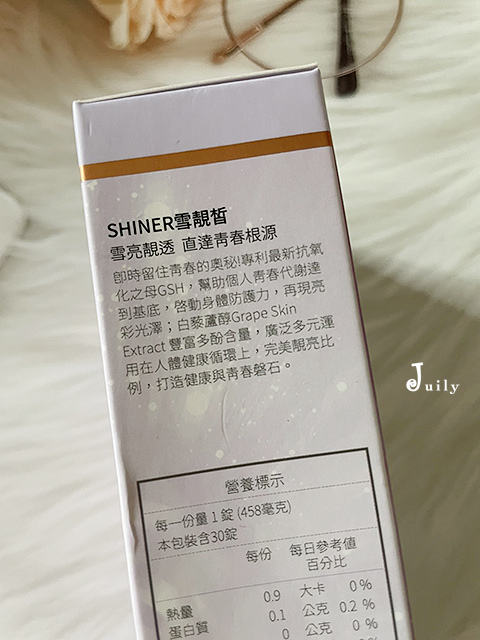 SHINER雪靚皙
雪亮靚透 直達青春根源
即時留住青春的奧秘!專利最新抗氧
化之母GSH，幫助個人青春代謝達
到基底，啓動身體防護力，再現亮
彩光澤；白藜蘆醇Grape Skin
Extract 豐富多酚含量，廣泛多元運
用在人體健康循環上，完美靚亮比
例，打造健康與青春磐石。
Juily
營養標示
每一份量 1 錠 (458毫克)
本包裝含30錠
每份 每日參考值
百分比
熱量 0.9 大卡 0 %
蛋白質 0.1 公克 0.2 %
0 公克 0 %